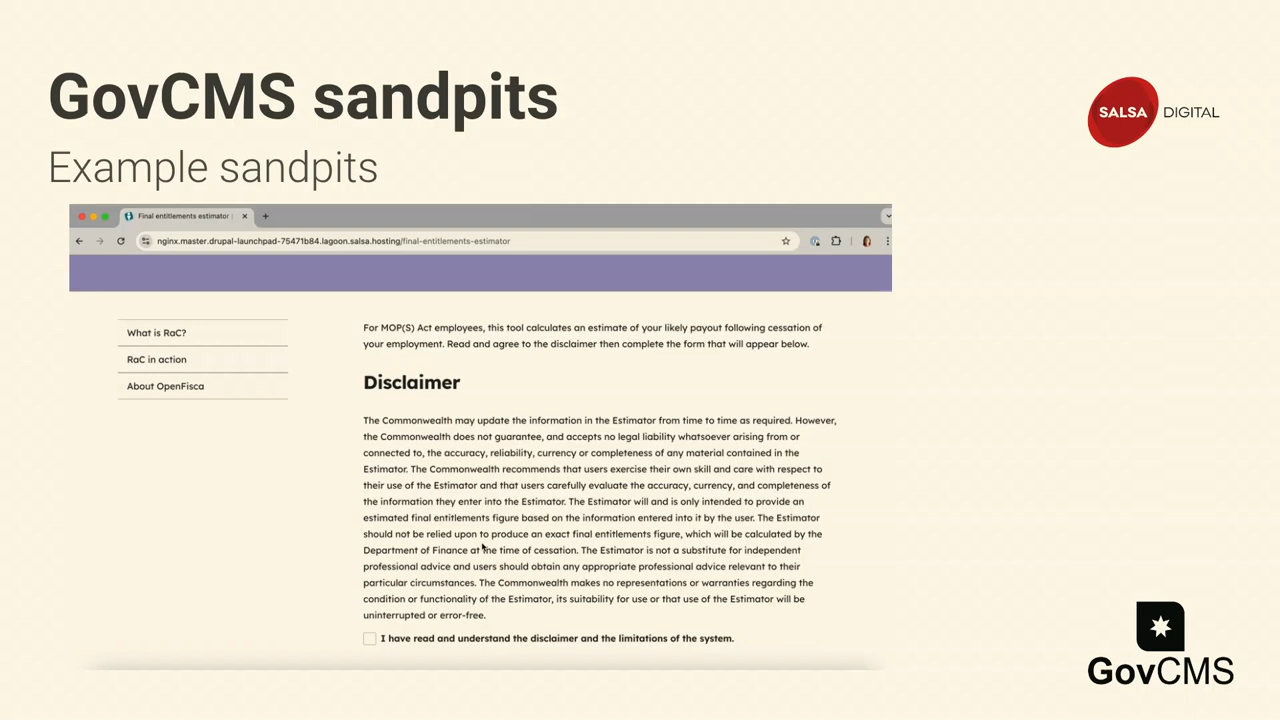 GovCMS sandpits
Example sandpits
SALSA DIGITAL
Final entitlements estimator |
nginx.master.drupal-launchpad-75471b84.lagoon.salsa.hosting/final-entitlements-estimator
What is RaC?
RaC in action
About OpenFisca
For MOP(S) Act employees, this tool calculates an estimate of your likely payout following cessation of
your employment. Read and agree to the disclaimer then complete the form that will appear below.
Disclaimer
The Commonwealth may update the information in the Estimator from time to time as required. However,
the Commonwealth does not guarantee, and accepts no legal liability whatsoever arising from or
connected to, the accuracy, reliability, currency or completeness of any material contained in the
Estimator. The Commonwealth recommends that users exercise their own skill and care with respect to
their use of the Estimator and that users carefully evaluate the accuracy, currency, and completeness of
the information they enter into the Estimator. The Estimator will and is only intended to provide an
estimated final entitlements figure based on the information entered into it by the user. The Estimator
should not be relied upon to produce an exact final entitlements figure, which will be calculated by the
Department of Finance at the time of cessation. The Estimator is not a substitute for independent
professional advice and users should obtain any appropriate professional advice relevant to their
particular circumstances. The Commonwealth makes no representations or warranties regarding the
condition or functionality of the Estimator, its suitability for use or that use of the Estimator will be
uninterrupted or error-free.
I have read and understand the disclaimer and the limitations of the system.
GovCMS